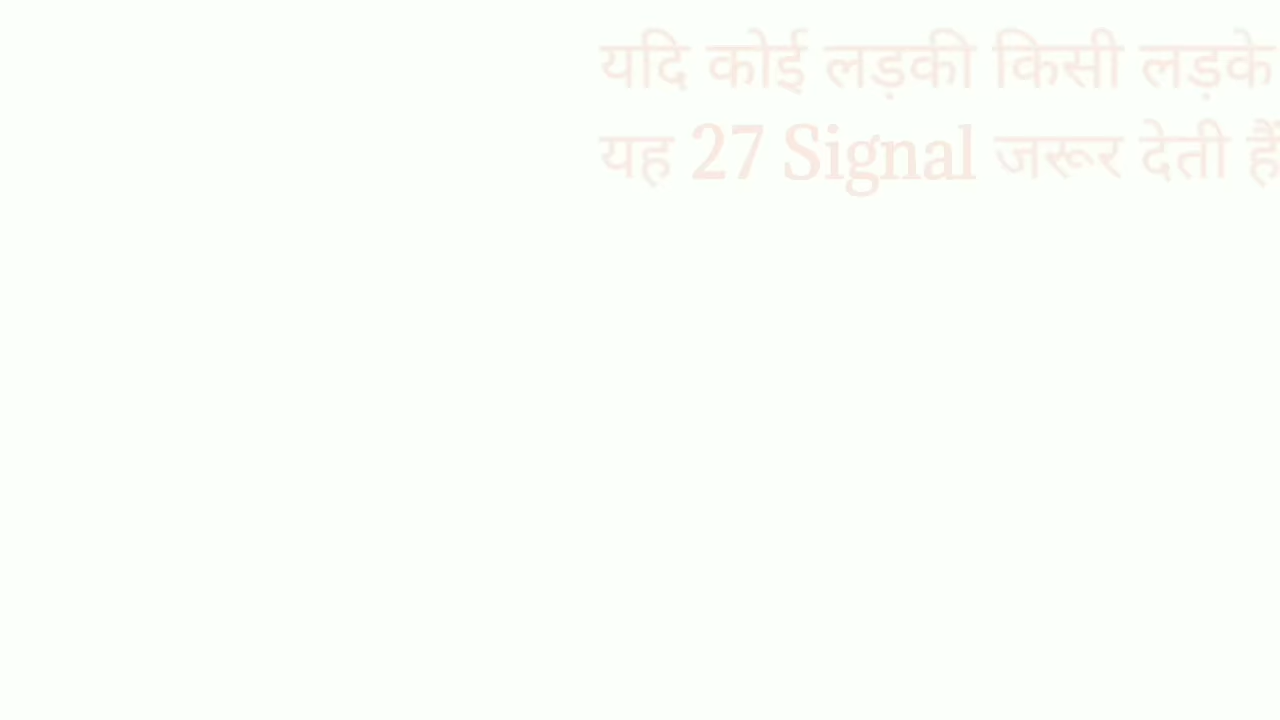 यदि कोई लड़की किसी लड़के
यह 27 Signal जरूर देती हैं